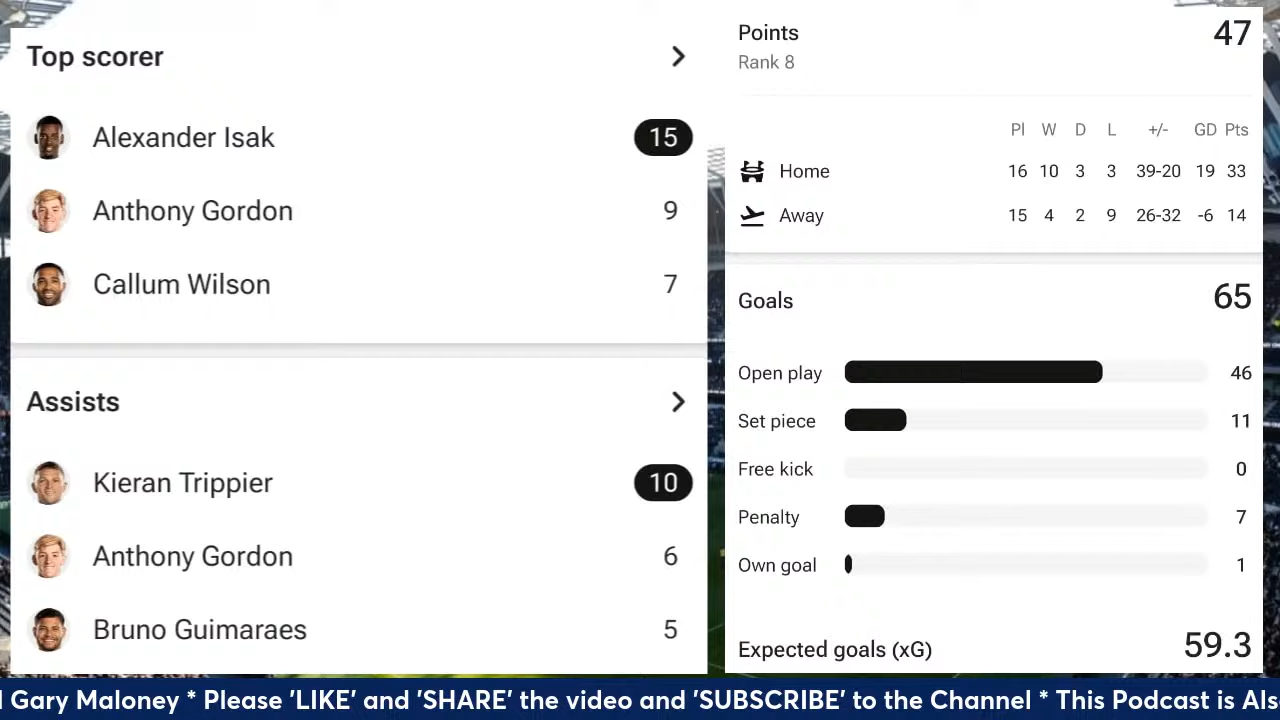 Top scorer
Alexander Isak 15
Anthony Gordon 9
Callum Wilson 7
Assists
Kieran Trippier 10
Anthony Gordon 6
Bruno Guimaraes 5
Points 47
Rank 8
Pl W D L +/- GD Pts
Home 16 10 3 3 39-20 19 33
Away 15 4 2 9 26-32 -6 14
Goals 65
Open play 46
Set piece 11
Free kick 0
Penalty 7
Own goal 1
Expected goals (xG) 59.3
Gary Maloney * Please 'LIKE' and 'SHARE' the video and 'SUBSCRIBE' to the Channel * This Podcast is Als